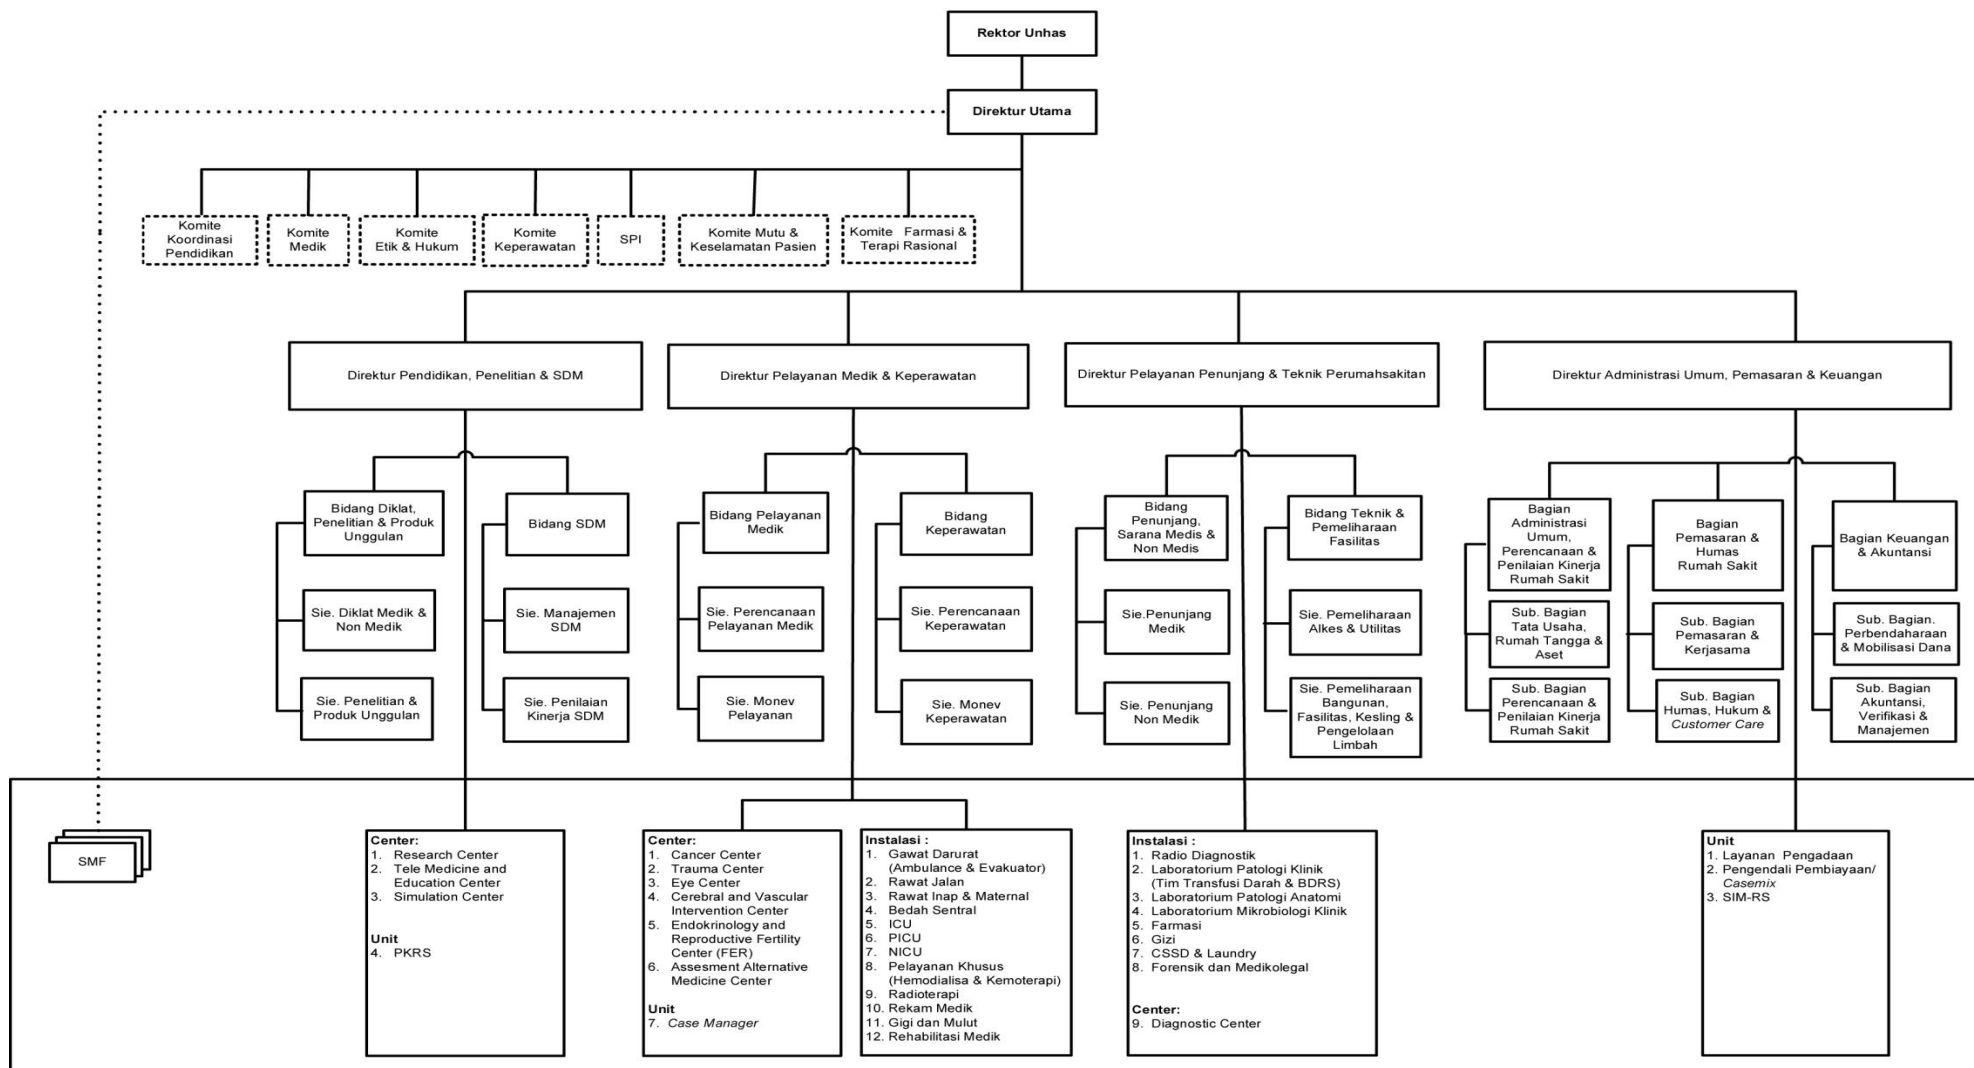 Rektor Unhas
Direktur Utama
Komite
Koordinasi
Pendidikan
Komite
Medik
Komite
Etik & Hukum
Komite
Keperawatan
SPI
Komite Mutu &
Keselamatan Pasien
Komite Farmasi &
Terapi Rasional
Direktur Pendidikan, Penelitian & SDM
Direktur Pelayanan Medik & Keperawatan
Direktur Pelayanan Penunjang & Teknik Perumahsakitan
Direktur Administrasi Umum, Pemasaran & Keuangan
Bidang Diklat,
Penelitian & Produk
Unggulan
Bidang SDM
Bidang Pelayanan
Medik
Bidang
Keperawatan
Bidang
Penunjang,
Sarana Medis &
Non Medis
Bidang Teknik &
Pemeliharaan
Fasilitas
Bagian
Administrasi
Umum,
Perencanaan &
Penilaian Kinerja
Rumah Sakit
Bagian
Pemasaran &
Humas
Rumah Sakit
Bagian Keuangan
& Akuntansi
Sie. Diklat Medik &
Non Medik
Sie. Manajemen
SDM
Sie. Perencanaan
Pelayanan Medik
Sie. Perencanaan
Keperawatan
Sie.Penunjang
Medik
Sie. Pemeliharaan
Alkes & Utilitas
Sub. Bagian
Tata Usaha,
Rumah Tangga &
Aset
Sub. Bagian
Pemasaran &
Kerjasama
Sub. Bagian.
Perbendaharaan
& Mobilisasi Dana
Sie. Penelitian &
Produk Unggulan
Sie. Penilaian
Kinerja SDM
Sie. Monev
Pelayanan
Sie. Monev
Keperawatan
Sie. Penunjang
Non Medik
Sie. Pemeliharaan
Bangunan,
Fasilitas, Kesling &
Pengelolaan
Limbah
Sub. Bagian
Perencanaan &
Penilaian Kinerja
Rumah Sakit
Sub. Bagian
Humas, Hukum &
Customer Care
Sub. Bagian
Akuntansi,
Verifikasi &
Manajemen
SMF
Center:
1. Research Center
2. Tele Medicine and
Education Center
3. Simulation Center
Unit
4. PKRS
Center:
1. Cancer Center
2. Trauma Center
3. Eye Center
4. Cerebral and Vascular
Intervention Center
5. Endokrinology and
Reproductive Fertility
Center (FER)
6. Assesment Alternative
Medicine Center
Unit
7. Case Manager
Instalasi :
1. Gawat Darurat
(Ambulance & Evakuator)
2. Rawat Jalan
3. Rawat Inap & Maternal
4. Bedah Sentral
5. ICU
6. PICU
7. NICU
8. Pelayanan Khusus
(Hemodialisa & Kemoterapi)
9. Radioterapi
10. Rekam Medik
11. Gigi dan Mulut
12. Rehabilitasi Medik
Instalasi :
1. Radio Diagnostik
2. Laboratorium Patologi Klinik
(Tim Transfusi Darah & BDRS)
3. Laboratorium Patologi Anatomi
4. Laboratorium Mikrobiologi Klinik
5. Farmasi
6. Gizi
7. CSSD & Laundry
8. Forensik dan Medikolegal
Center:
9. Diagnostic Center
Unit
1. Layanan Pengadaan
2. Pengendali Pembiayaan/
Casemix
3. SIM-RS